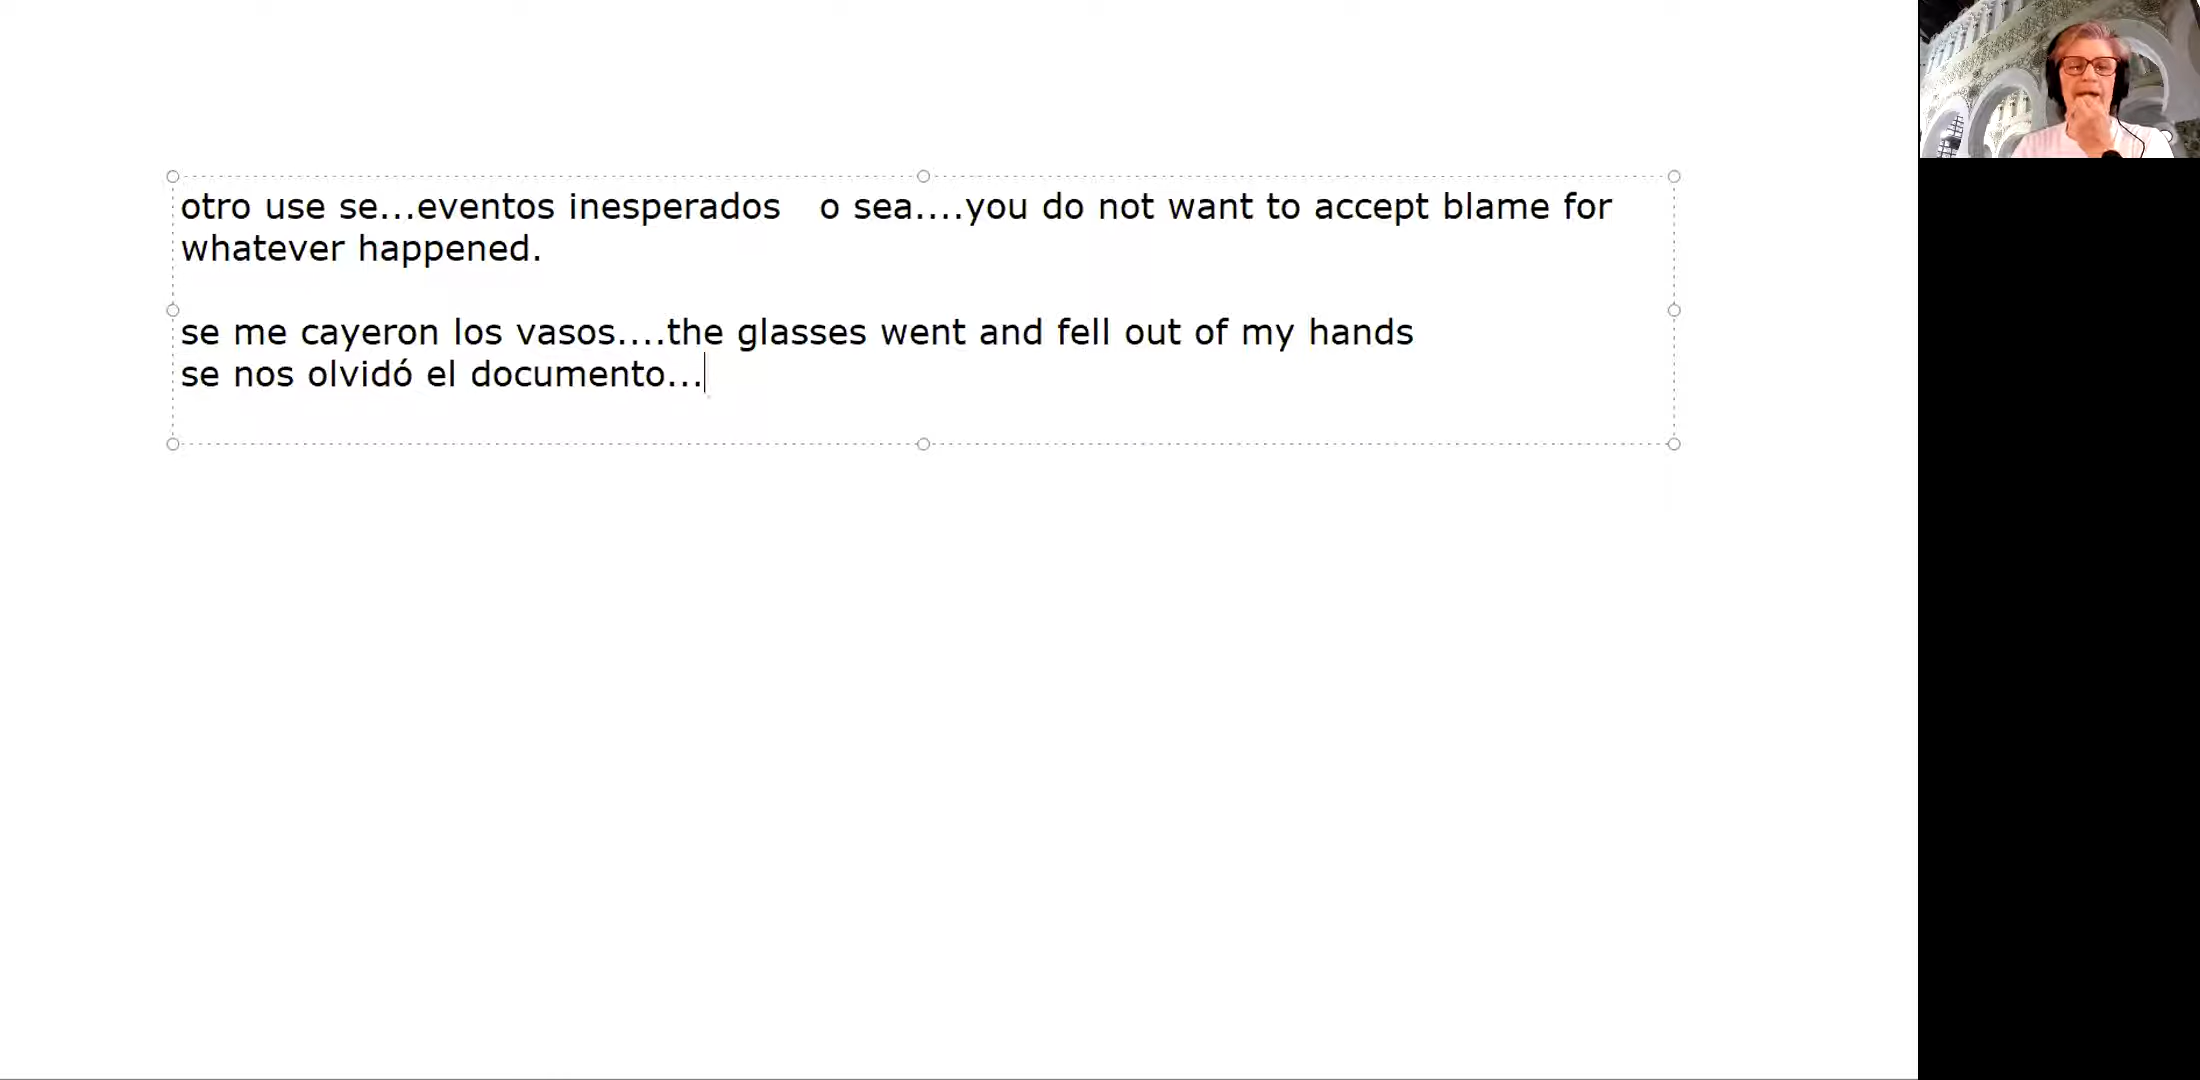 otro use se...eventos inesperados   o sea....you do not want to accept blame for
whatever happened.
se me cayeron los vasos....the glasses went and fell out of my hands
se nos olvidó el documento...